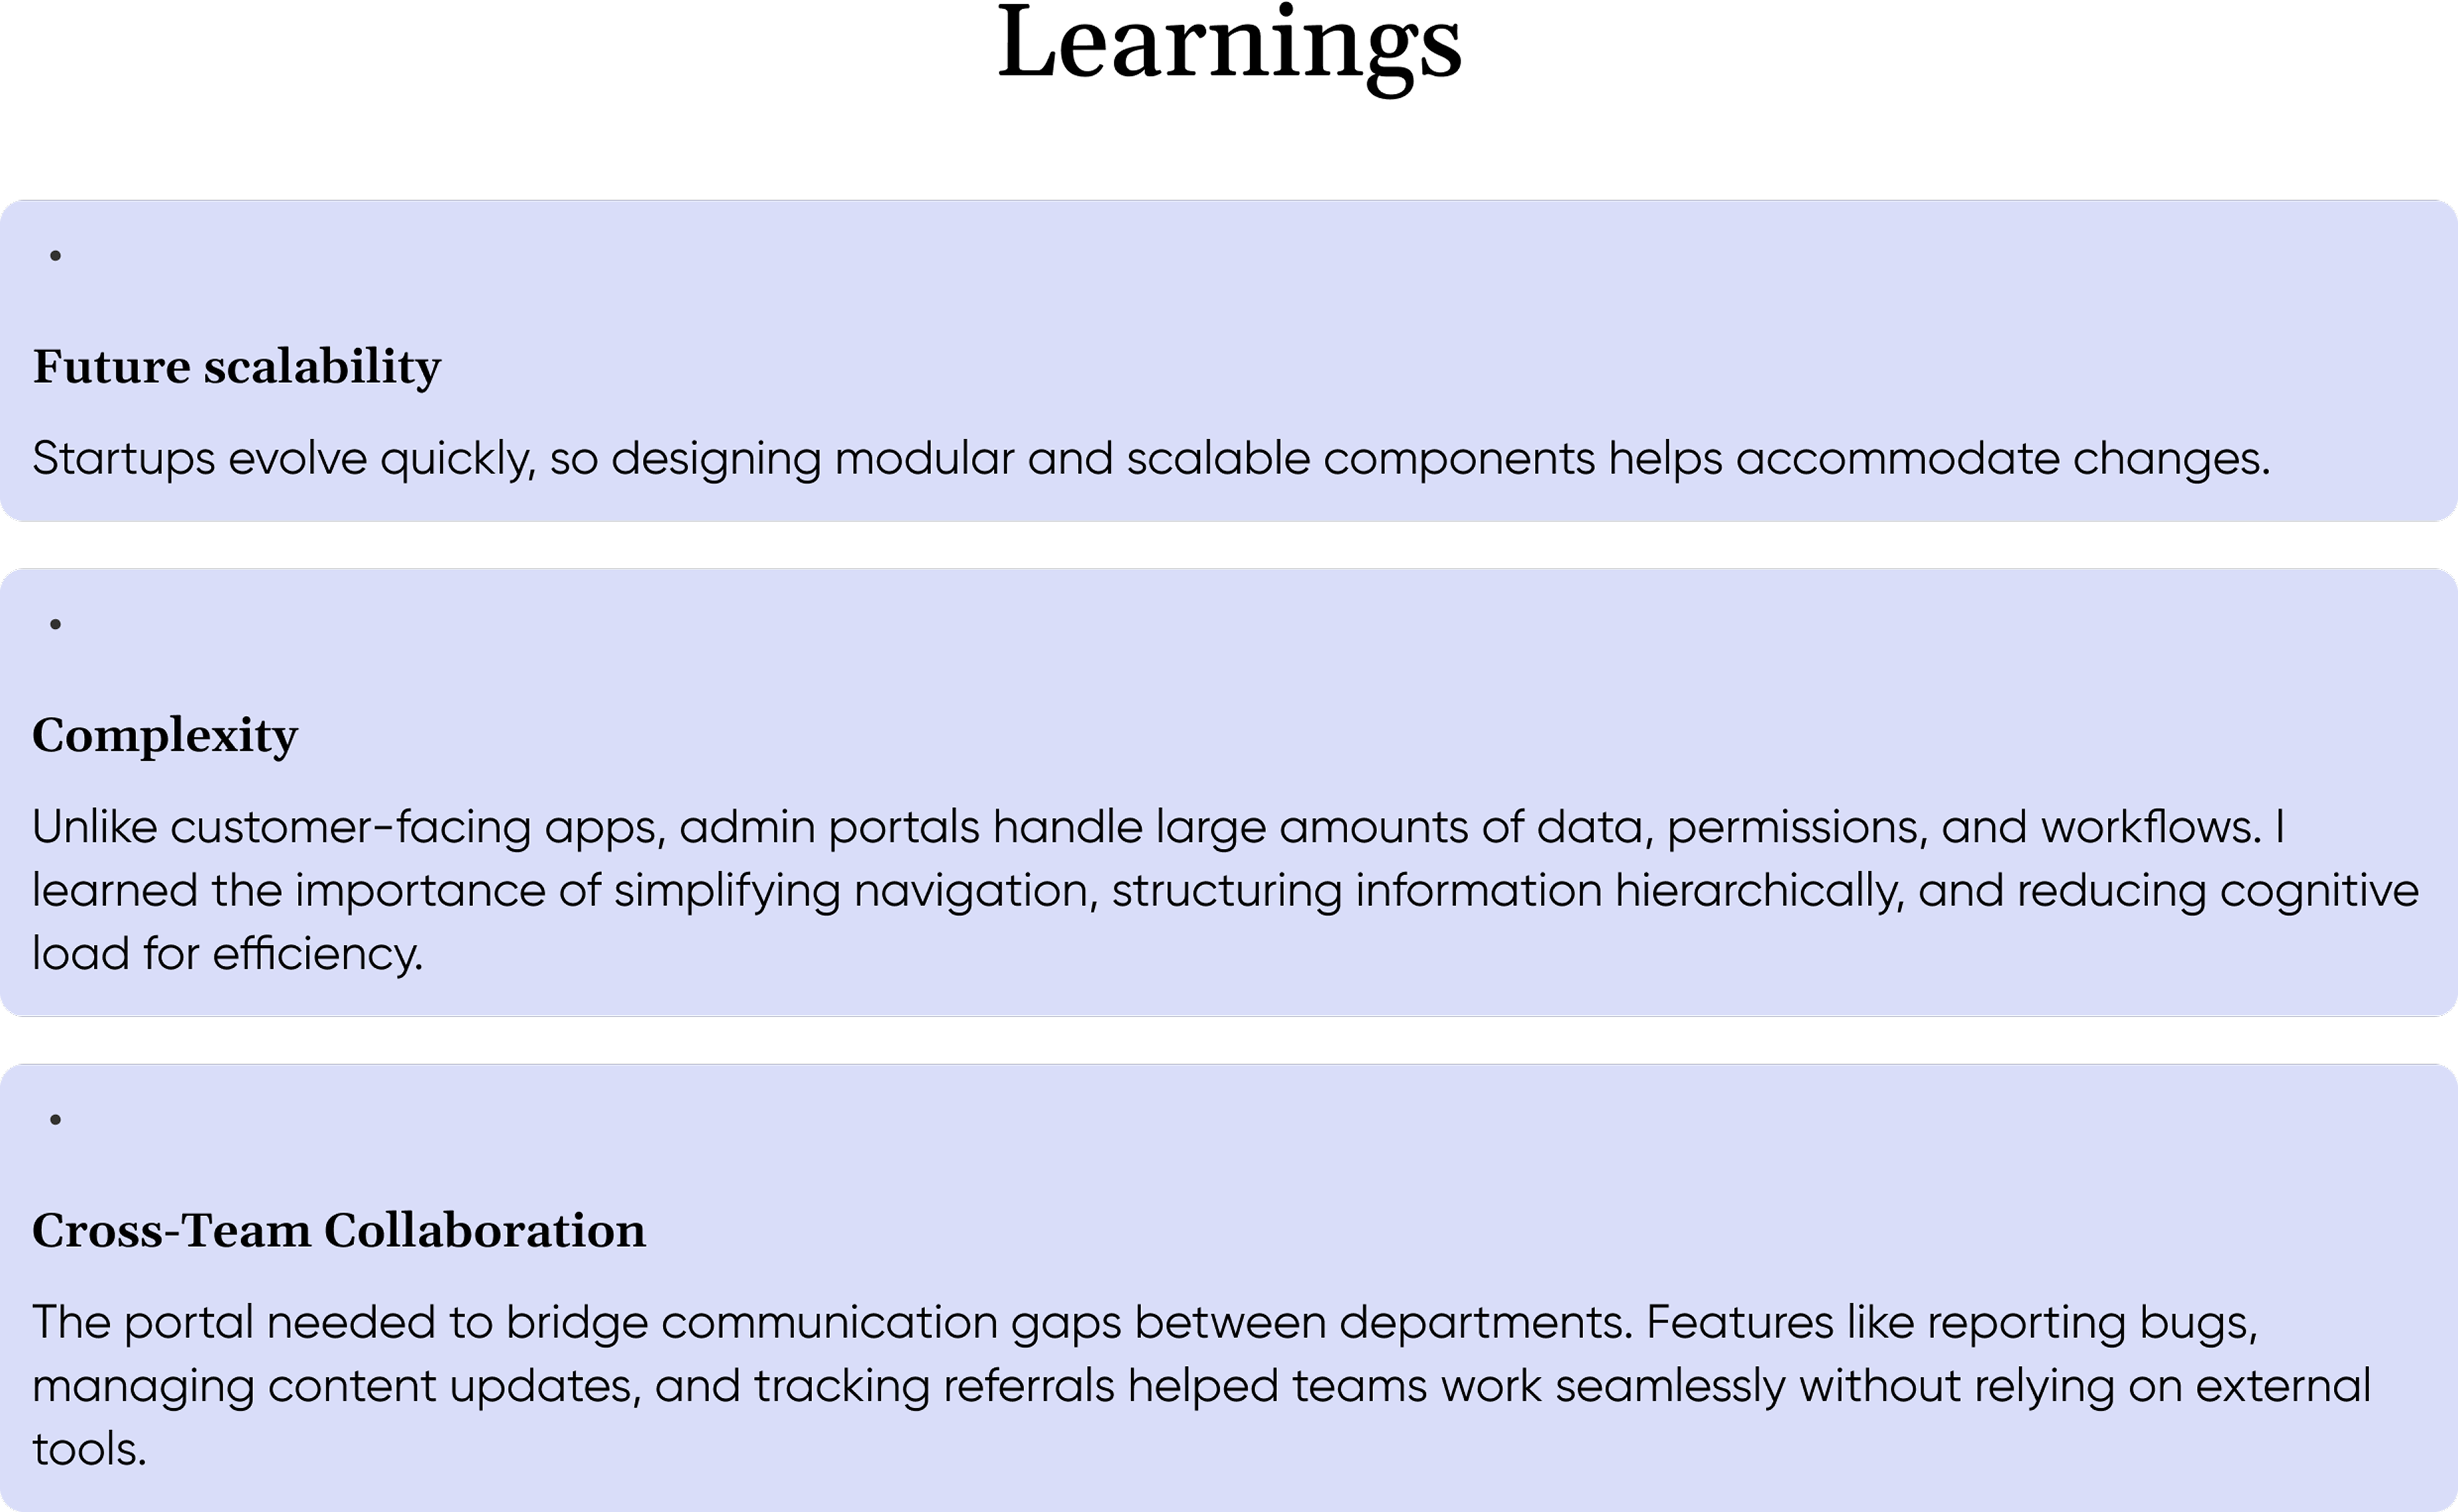 Learnings
•
Future scalability
Startups evolve quickly, so designing modular and scalable components helps accommodate changes.
•
Complexity
Unlike customer-facing apps, admin portals handle large amounts of data, permissions, and workflows. I
learned the importance of simplifying navigation, structuring information hierarchically, and reducing cognitive
load for efficiency.
•
Cross-Team Collaboration
The portal needed to bridge communication gaps between departments. Features like reporting bugs,
managing content updates, and tracking referrals helped teams work seamlessly without relying on external
tools.